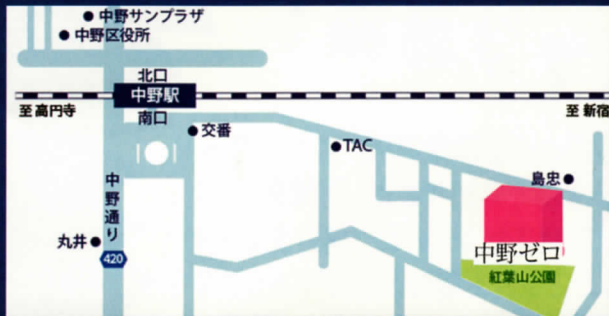 中野サンプラザ
中野区役所
北口
中野駅
至高円寺
至新宿
南口
交番
TAC
島忠
中野通り
丸井
420
中野ゼロ
紅葉山公園